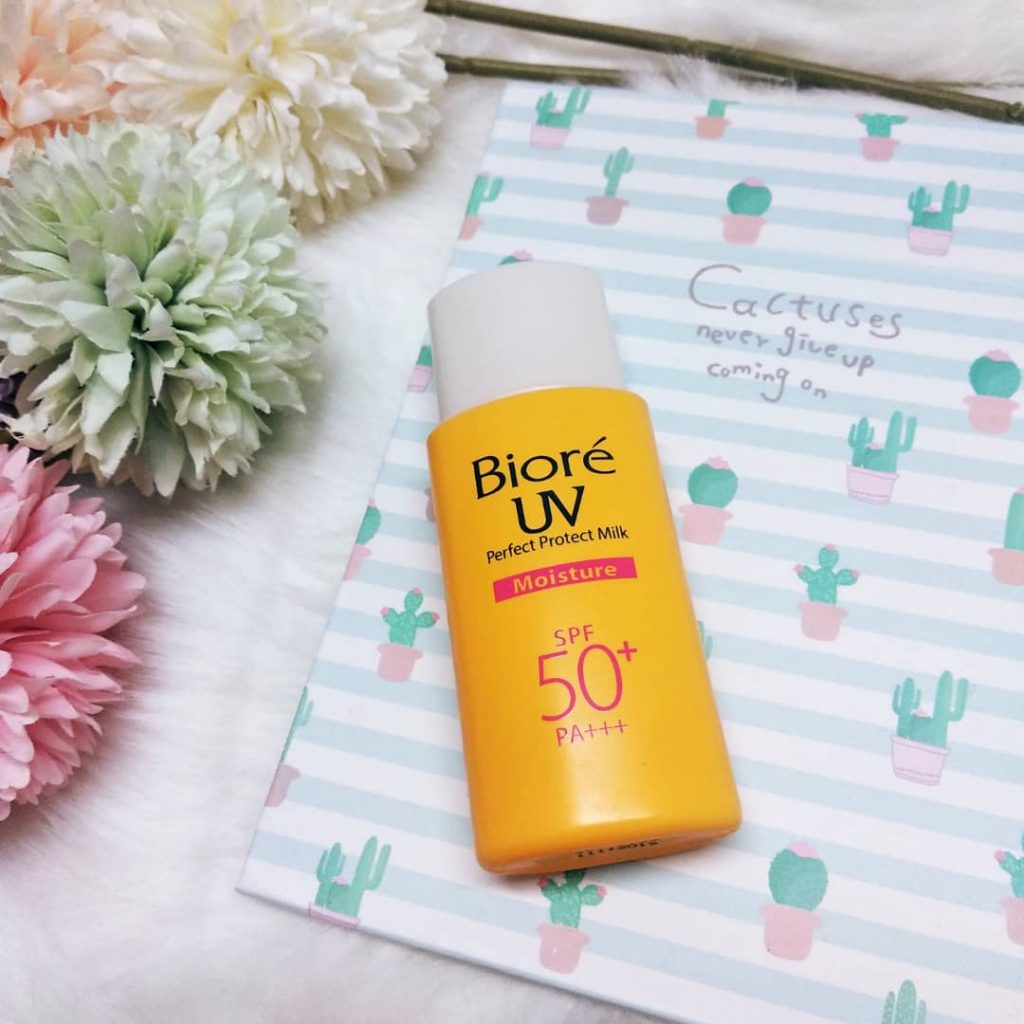 Cactuses
never give up
coming on
Bioré
UV
Perfect Protect Milk
Moisture
SPF
50+
PA+++